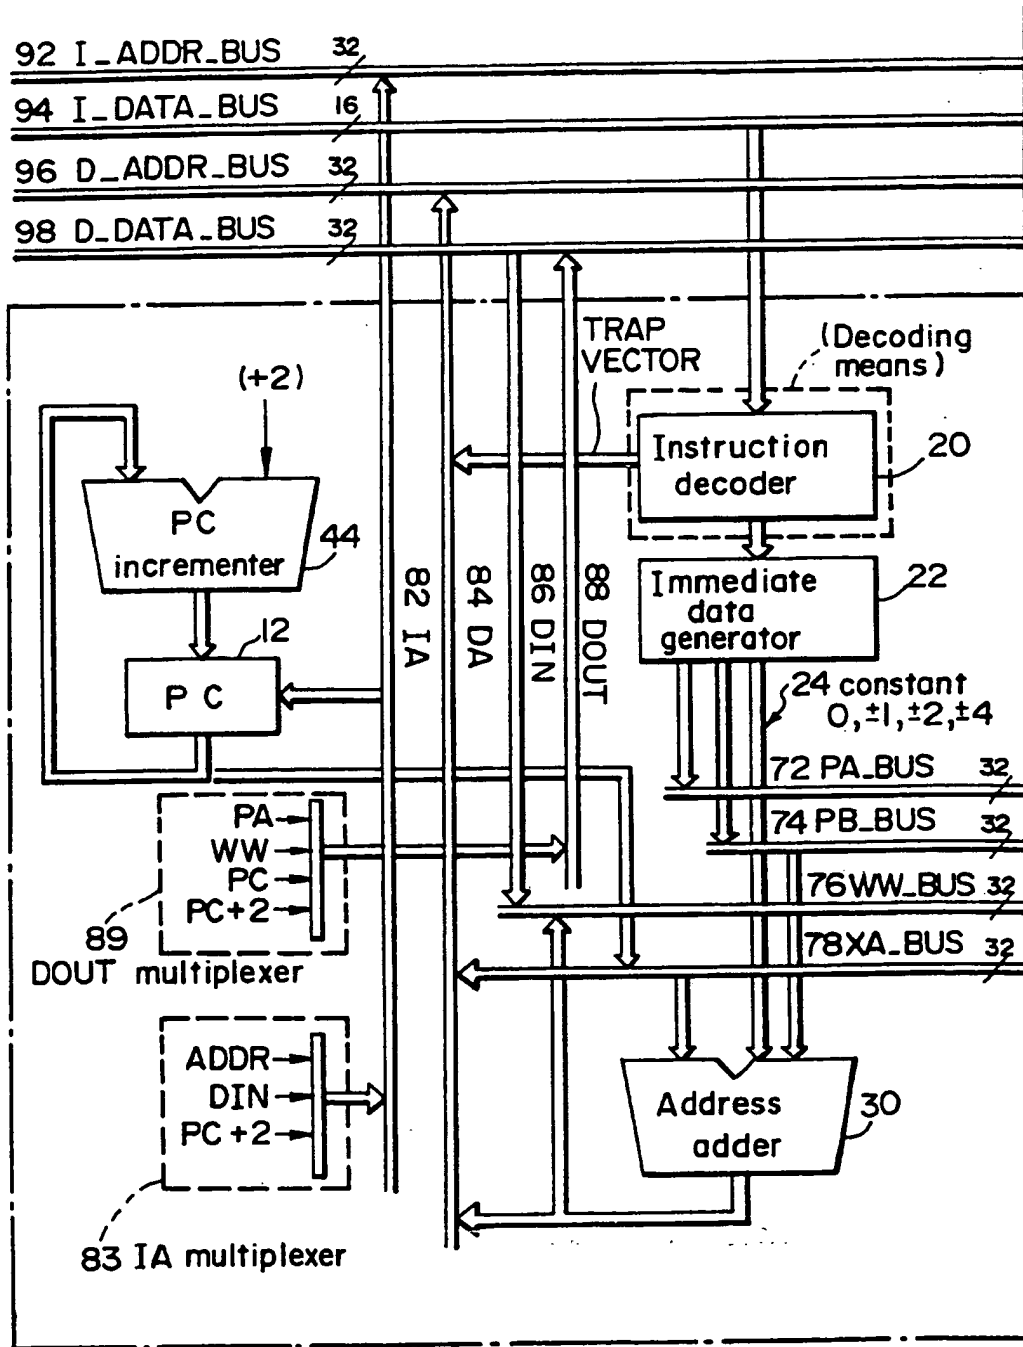 92 I_ADDR_BUS 32
94 I_DATA_BUS 16
96 D_ADDR_BUS 32
98 D_DATA_BUS 32
TRAP
VECTOR
(Decoding
means)
(+2)
Instruction
decoder
20
PC
incrementer
44
82 IA
84 DA
86 DIN
88 DOUT
Immediate
data
generator
22
12
PC
24 constant
0,±1,±2,±4
72 PA_BUS 32
74 PB_BUS 32
76 WW_BUS 32
78 XA_BUS 32
PA
WW
PC
PC+2
89
DOUT multiplexer
ADDR
DIN
PC+2
83 IA multiplexer
Address
adder
30